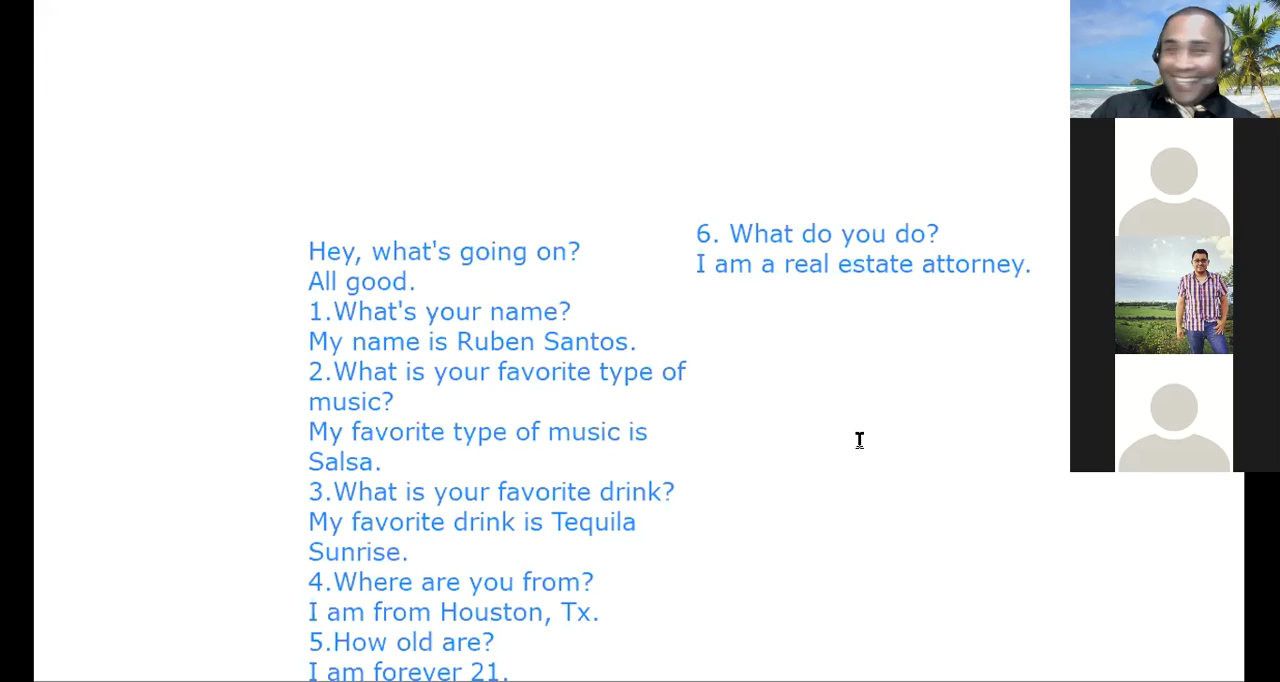 Hey, what's going on?
All good.
1.What's your name?
My name is Ruben Santos.
2.What is your favorite type of
music?
My favorite type of music is
Salsa.
3.What is your favorite drink?
My favorite drink is Tequila
Sunrise.
4.Where are you from?
I am from Houston, Tx.
5.How old are?
I am forever 21.
6. What do you do?
I am a real estate attorney.